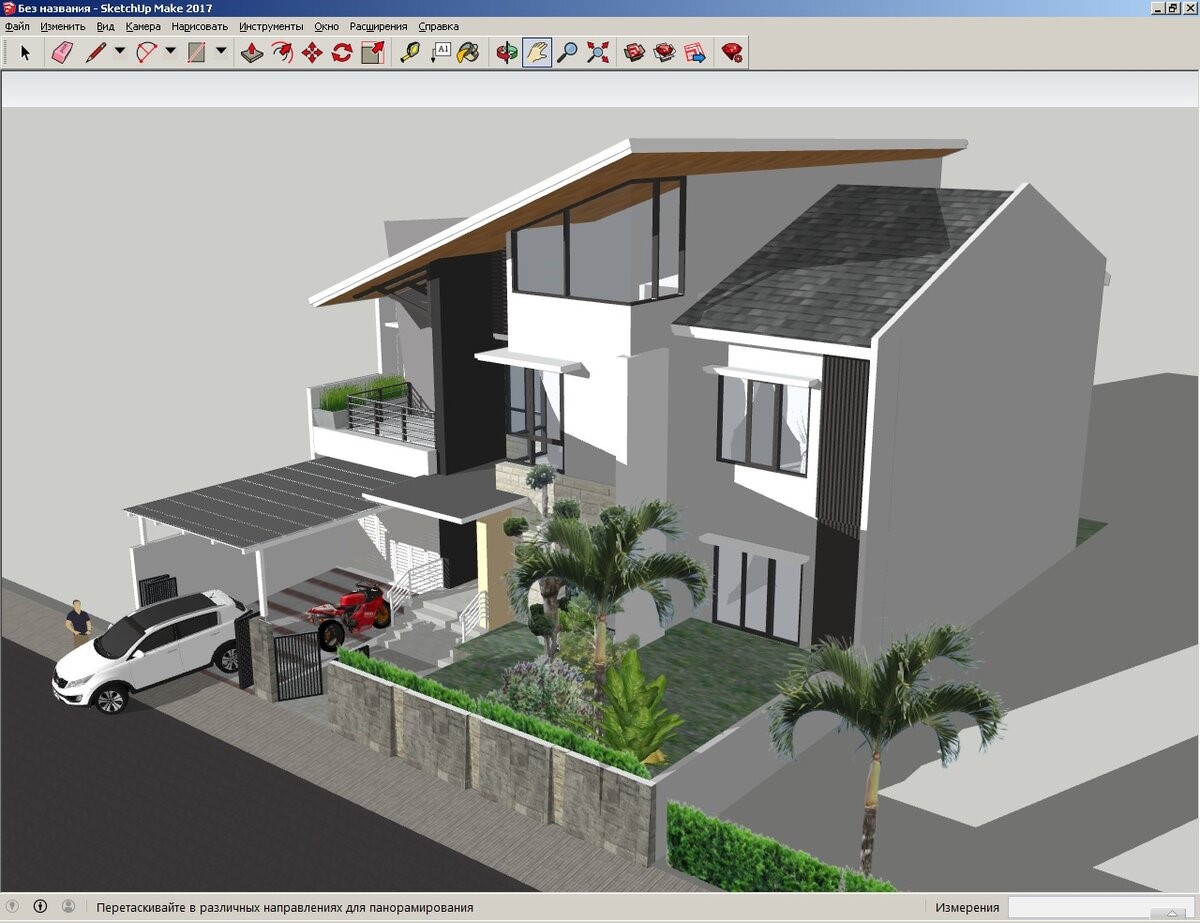 Без названия - SketchUp Make 2017
Файл Изменить Вид Камера Нарисовать Инструменты Окно Расширения Справка
A1
Перетаскивайте в различных направлениях для панорамирования
Измерения